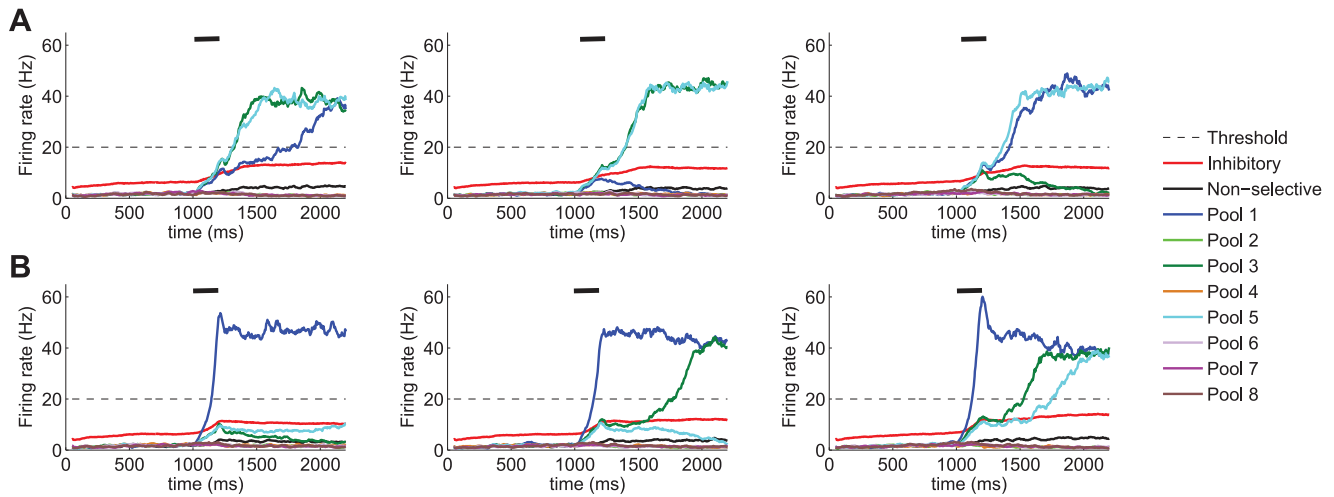 A
60
40
20
0
Firing rate (Hz)
0 500 1000 1500 2000
time (ms)
60
40
20
0
Firing rate (Hz)
0 500 1000 1500 2000
time (ms)
60
40
20
0
Firing rate (Hz)
0 500 1000 1500 2000
time (ms)
B
60
40
20
0
Firing rate (Hz)
0 500 1000 1500 2000
time (ms)
60
40
20
0
Firing rate (Hz)
0 500 1000 1500 2000
time (ms)
60
40
20
0
Firing rate (Hz)
0 500 1000 1500 2000
time (ms)
Threshold
Inhibitory
Non−selective
Pool 1
Pool 2
Pool 3
Pool 4
Pool 5
Pool 6
Pool 7
Pool 8